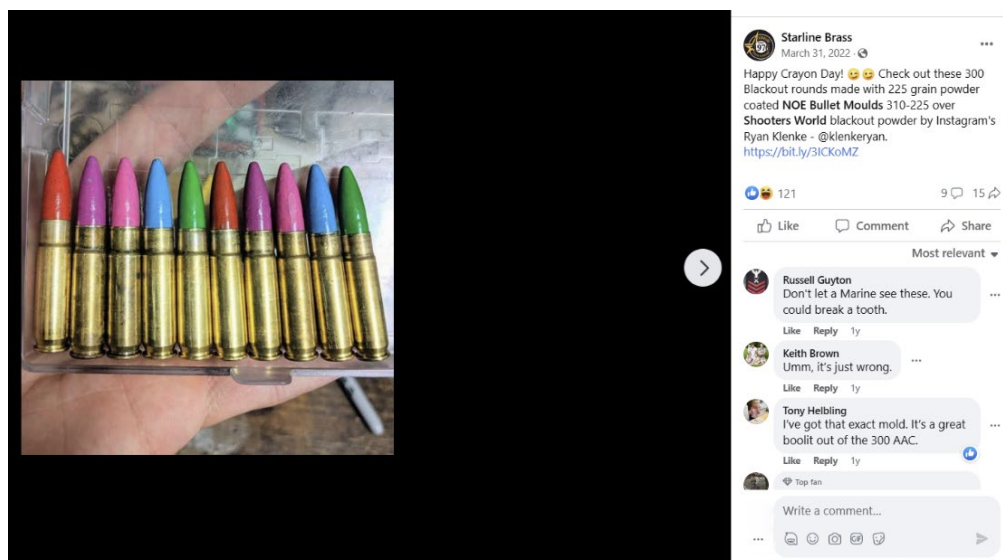 Starline Brass
March 31, 2022 ·
Happy Crayon Day! 😉 😉 Check out these 300
Blackout rounds made with 225 grain powder
coated NOE Bullet Moulds 310-225 over
Shooters World blackout powder by Instagram's
Ryan Klenke - @klenkeryan.
https://bit.ly/3ICKoMZ
121
9
15
Like
Comment
Share
Most relevant
Russell Guyton
Don't let a Marine see these. You
could break a tooth.
Like Reply 1y
Keith Brown
Umm, it's just wrong.
Like Reply 1y
Tony Helbling
I've got that exact mold. It's a great
boolit out of the 300 AAC.
Like Reply 1y
Top fan
Write a comment...
GIF